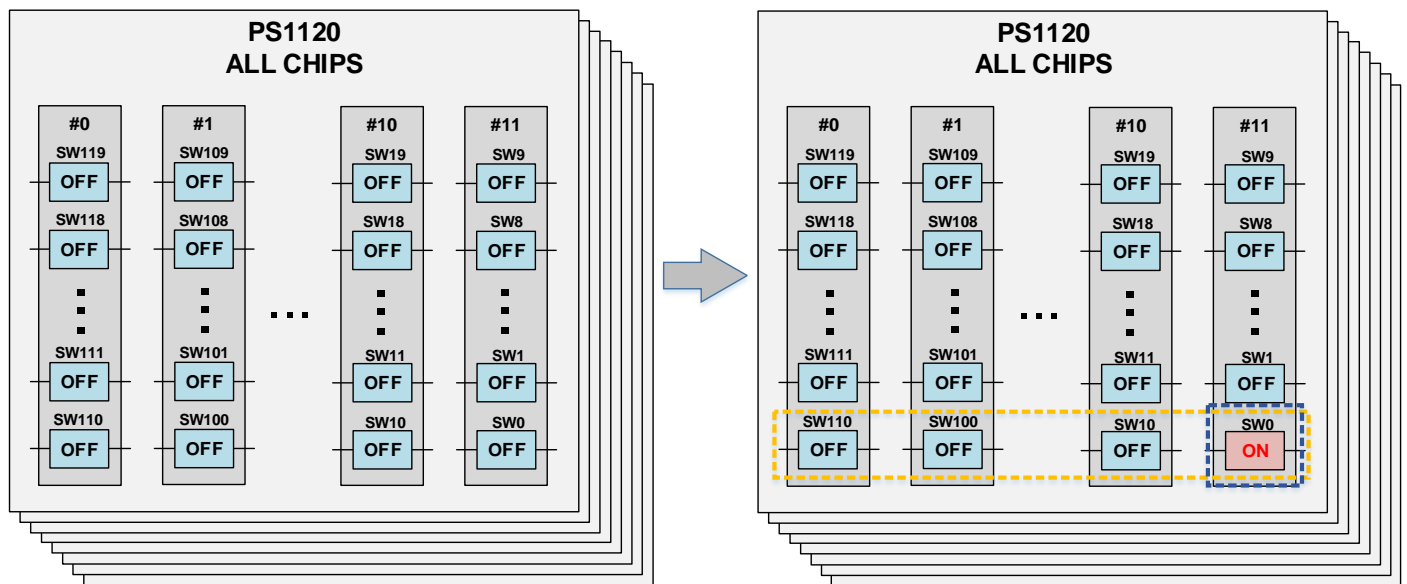 PS1120
ALL CHIPS
#0 #1 #10 #11
SW119 SW109 SW19 SW9
OFF OFF OFF OFF
SW118 SW108 SW18 SW8
OFF OFF OFF OFF
SW111 SW101 SW11 SW1
OFF OFF OFF OFF
SW110 SW100 SW10 SW0
OFF OFF OFF OFF
PS1120
ALL CHIPS
#0 #1 #10 #11
SW119 SW109 SW19 SW9
OFF OFF OFF OFF
SW118 SW108 SW18 SW8
OFF OFF OFF OFF
SW111 SW101 SW11 SW1
OFF OFF OFF OFF
SW110 SW100 SW10 SW0
OFF OFF OFF ON